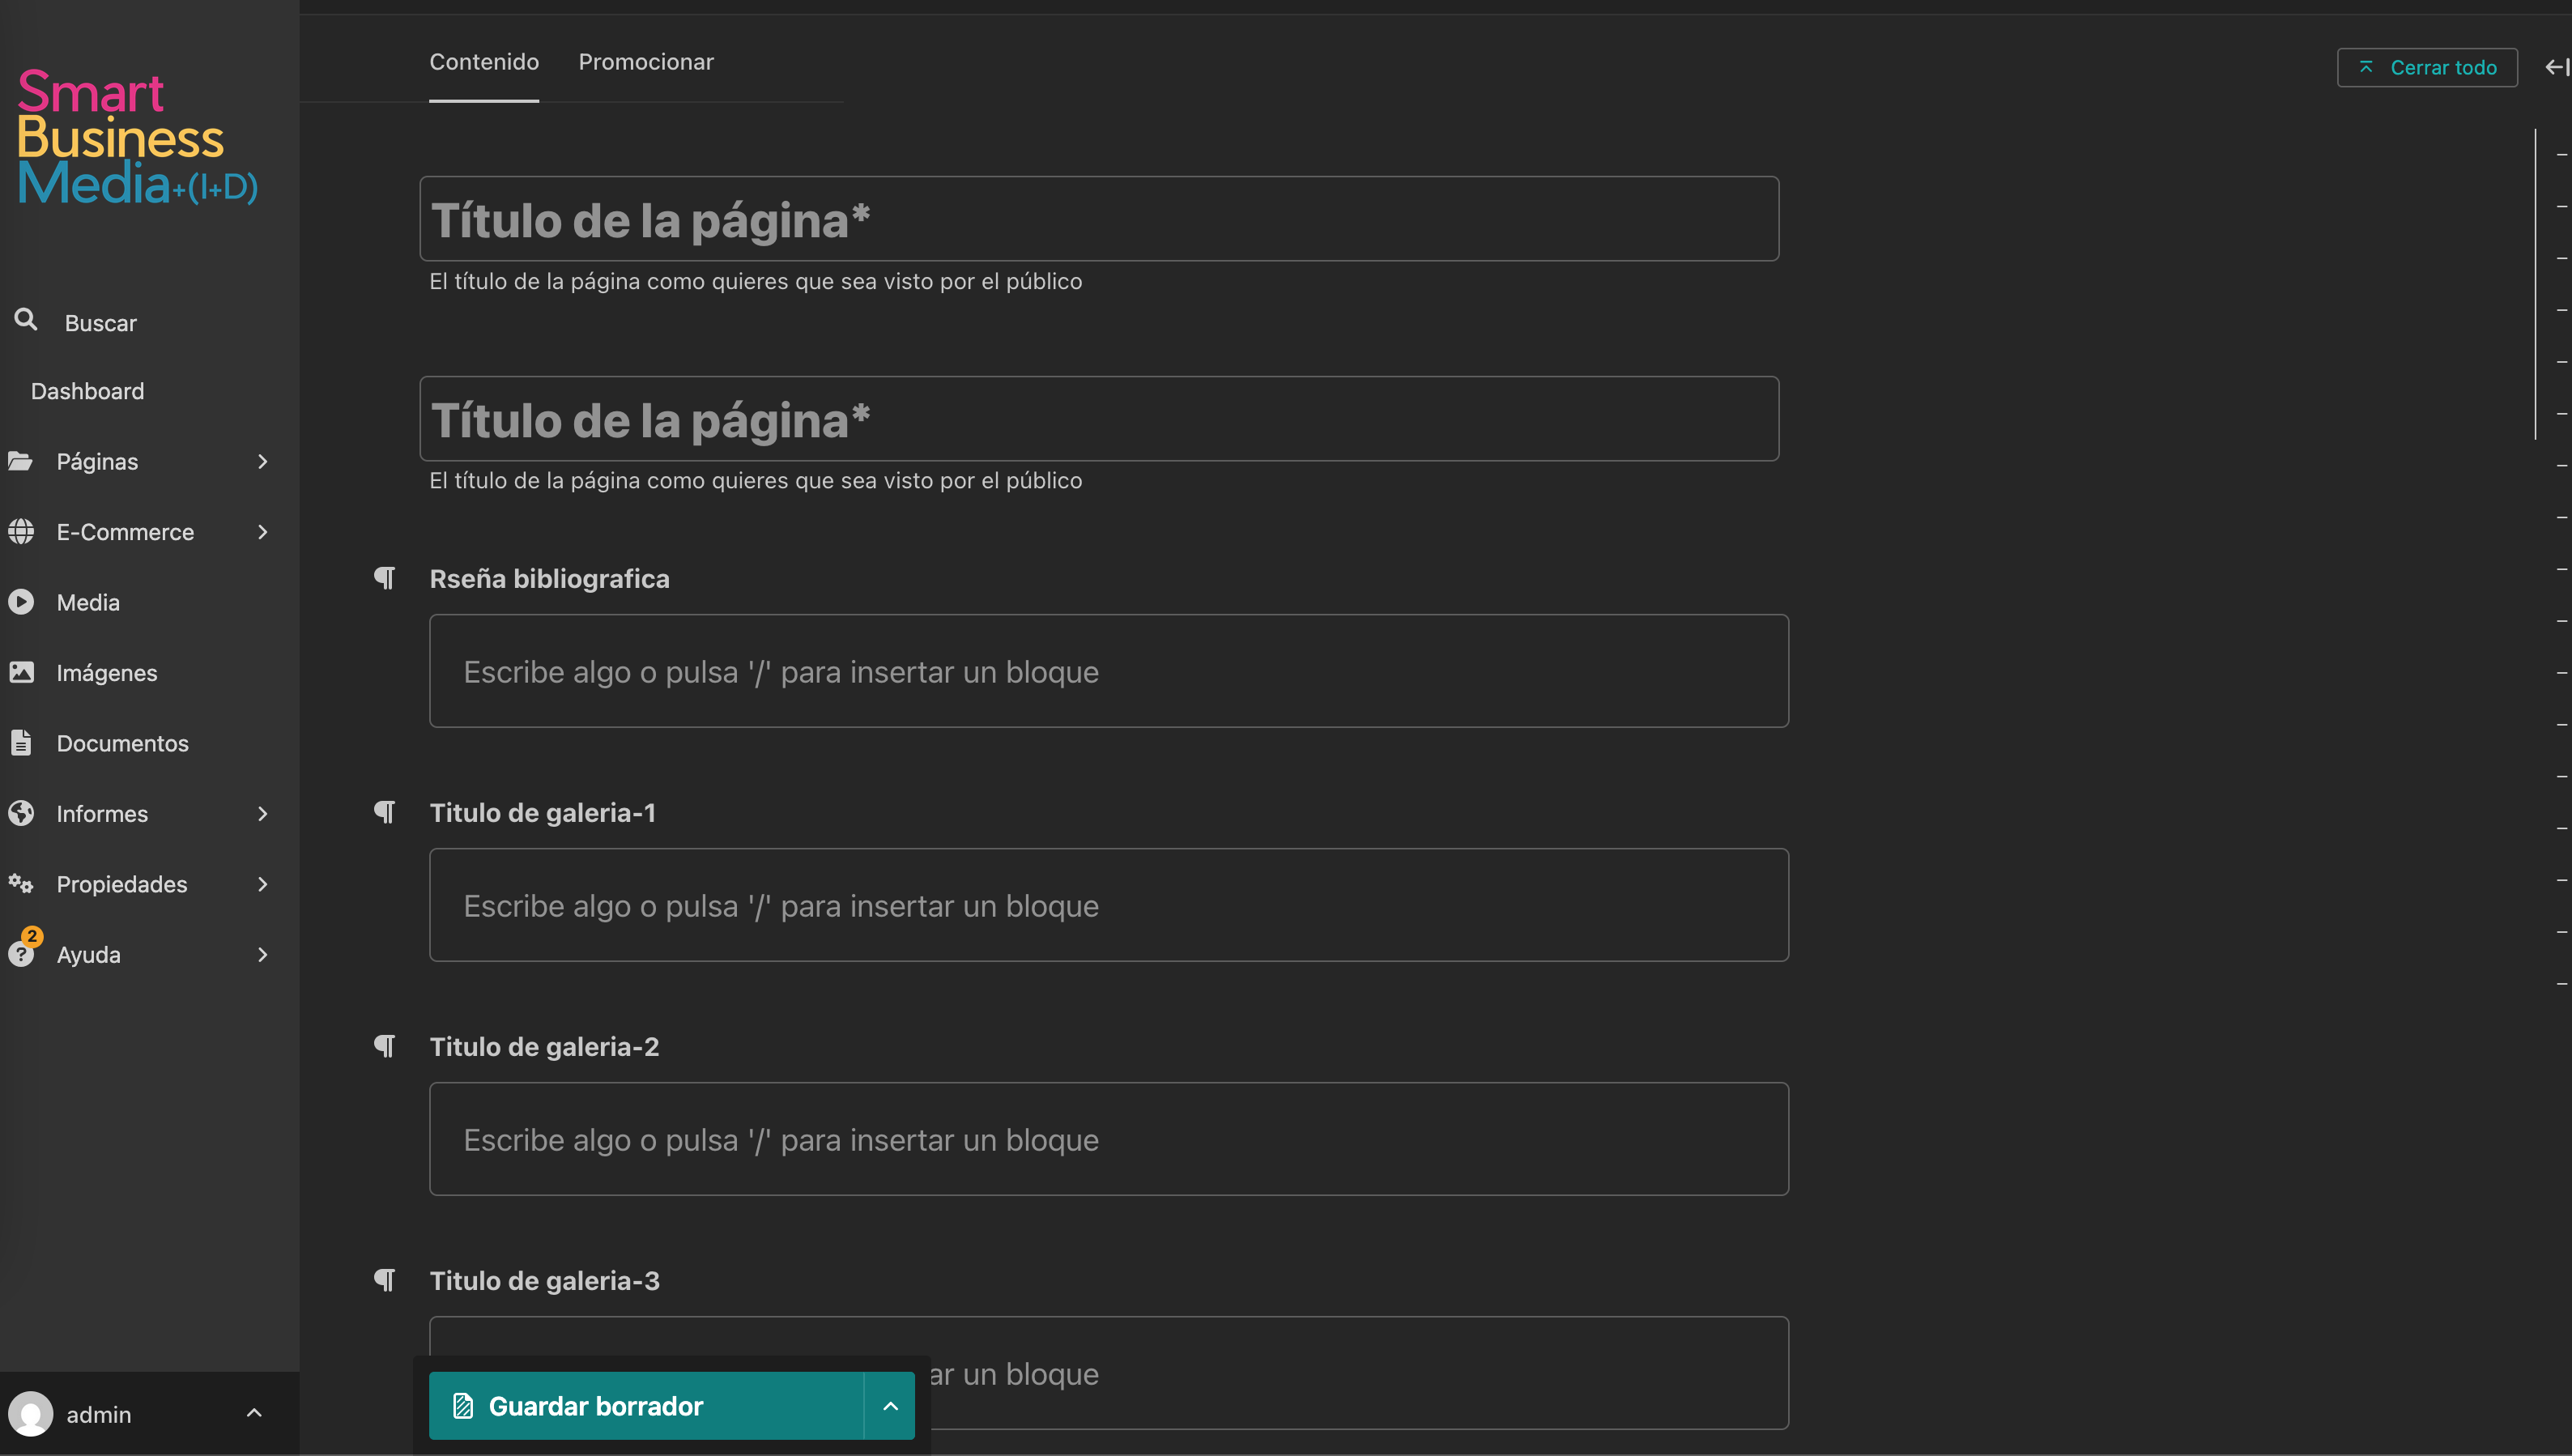 Smart
Business
Media+(I+D)
Buscar
Dashboard
Páginas
E-Commerce
Media
Imágenes
Documentos
Informes
Propiedades
2
Ayuda
admin
Contenido
Promocionar
Cerrar todo
Título de la página*
El título de la página como quieres que sea visto por el público
Título de la página*
El título de la página como quieres que sea visto por el público
Rseña bibliografica
Escribe algo o pulsa '/' para insertar un bloque
Titulo de galeria-1
Escribe algo o pulsa '/' para insertar un bloque
Titulo de galeria-2
Escribe algo o pulsa '/' para insertar un bloque
Titulo de galeria-3
ar un bloque
Guardar borrador